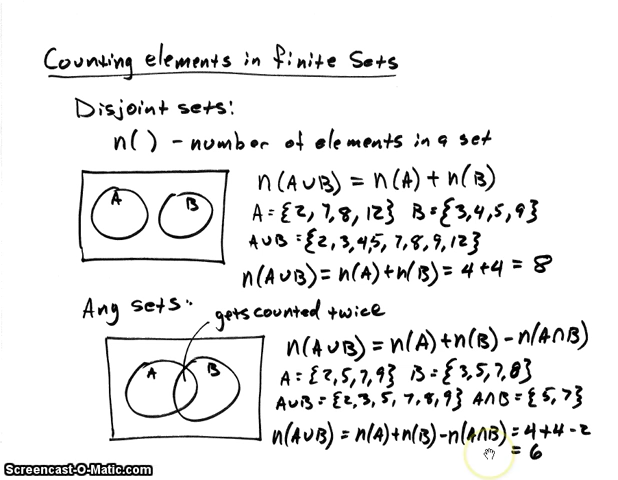 Counting elements in finite Sets
Disjoint sets:
n( ) - number of elements in a set
A B
n(A∪B) = n(A) + n(B)
A = {2, 7, 8, 12} B = {3, 4, 5, 9}
A∪B = {2, 3, 4, 5, 7, 8, 9, 12}
n(A∪B) = n(A) + n(B) = 4 + 4 = 8
Any sets:
gets counted twice
A B
n(A∪B) = n(A) + n(B) - n(A∩B)
A = {2, 5, 7, 9} B = {3, 5, 7, 8}
A∪B = {2, 3, 5, 7, 8, 9} A∩B = {5, 7}
n(A∪B) = n(A) + n(B) - n(A∩B) = 4 + 4 - 2
= 6
Screencast-O-Matic.com